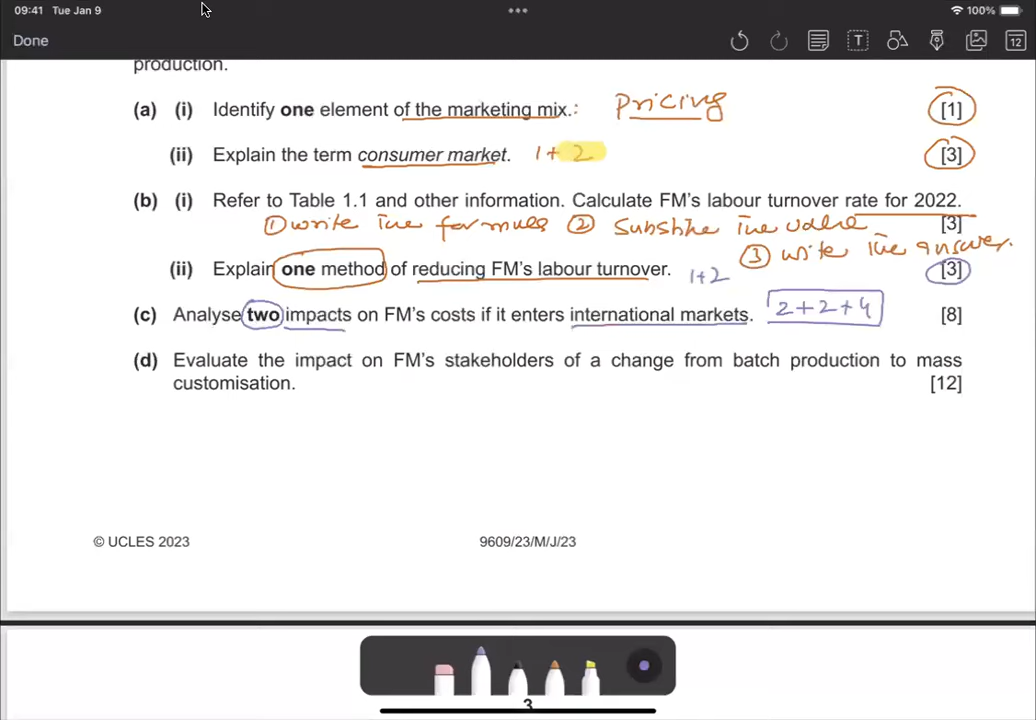 09:41 Tue Jan 9 100%
Done T 12
production.
(a) (i) Identify one element of the marketing mix.: Pricing [1]
(ii) Explain the term consumer market. 1+2 [3]
(b) (i) Refer to Table 1.1 and other information. Calculate FM's labour turnover rate for 2022.
① write the formula ② Substitue the value [3]
③ write the answer.
(ii) Explain one method of reducing FM's labour turnover. 1+2 [3]
(c) Analyse two impacts on FM's costs if it enters international markets. 2+2+4 [8]
(d) Evaluate the impact on FM's stakeholders of a change from batch production to mass
customisation. [12]
© UCLES 2023 9609/23/M/J/23
3